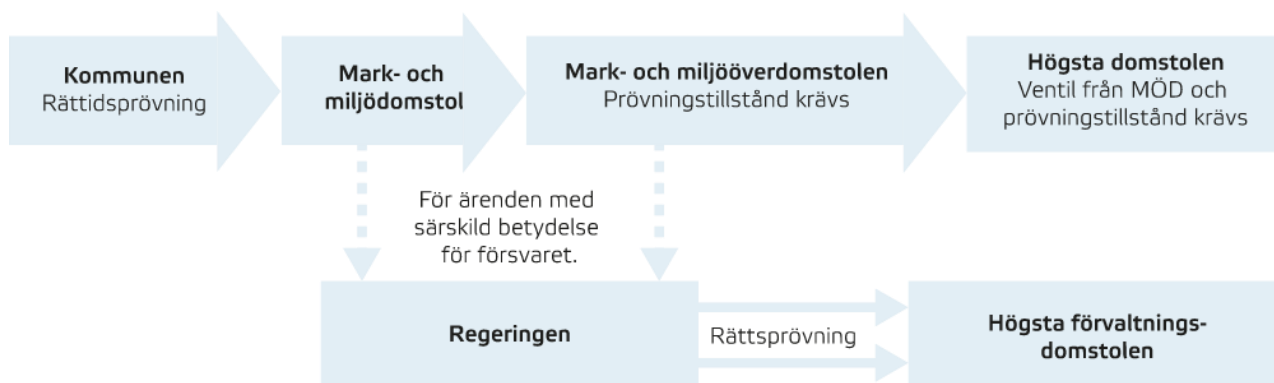 Kommunen
Rättidsprövning
Mark- och
miljödomstol
Mark- och miljööverdomstolen
Prövningstillstånd krävs
Högsta domstolen
Ventil från MÖD och
prövningstillstånd krävs
För ärenden med
särskild betydelse
för försvaret.
Regeringen
Rättsprövning
Högsta förvaltnings-
domstolen